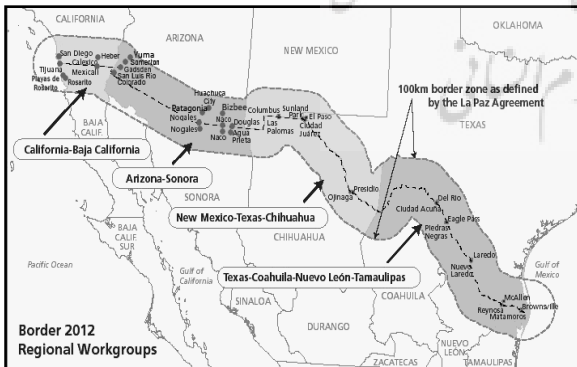 CALIFORNIA
ARIZONA
NEW MEXICO
OKLAHOMA
TEXAS
San Diego
Calexico
Heber
Yuma
Somerton
Gadsden
San Luis Rio
Colorado
Tijuana
Mexicali
Playas de
Rosarito
Rosarito
BAJA
CALIF.
Huachuca
City
Patagonia
Bizbee
Nogales
Naco
Douglas
Nogales
Naco
Agua
Prieta
Columbus
Sunland
Park
El Paso
Las
Palomas
Ciudad
Juárez
100km border zone as defined
by the La Paz Agreement
California-Baja California
Arizona-Sonora
New Mexico-Texas-Chihuahua
Texas-Coahuila-Nuevo León-Tamaulipas
SONORA
CHIHUAHUA
Presidio
Ojinaga
Ciudad Acuña
Del Rio
Eagle Pass
Piedras
Negras
Laredo
Nuevo
Laredo
McAllen
Brownsville
Reynosa
Matamoros
BAJA
CALIF.
SUR
Pacific Ocean
Gulf of
California
Gulf of
Mexico
SINALOA
DURANGO
COAHUILA
NUEVO
LEÓN
ZACATECAS
TAMAULIPAS
Border 2012
Regional Workgroups